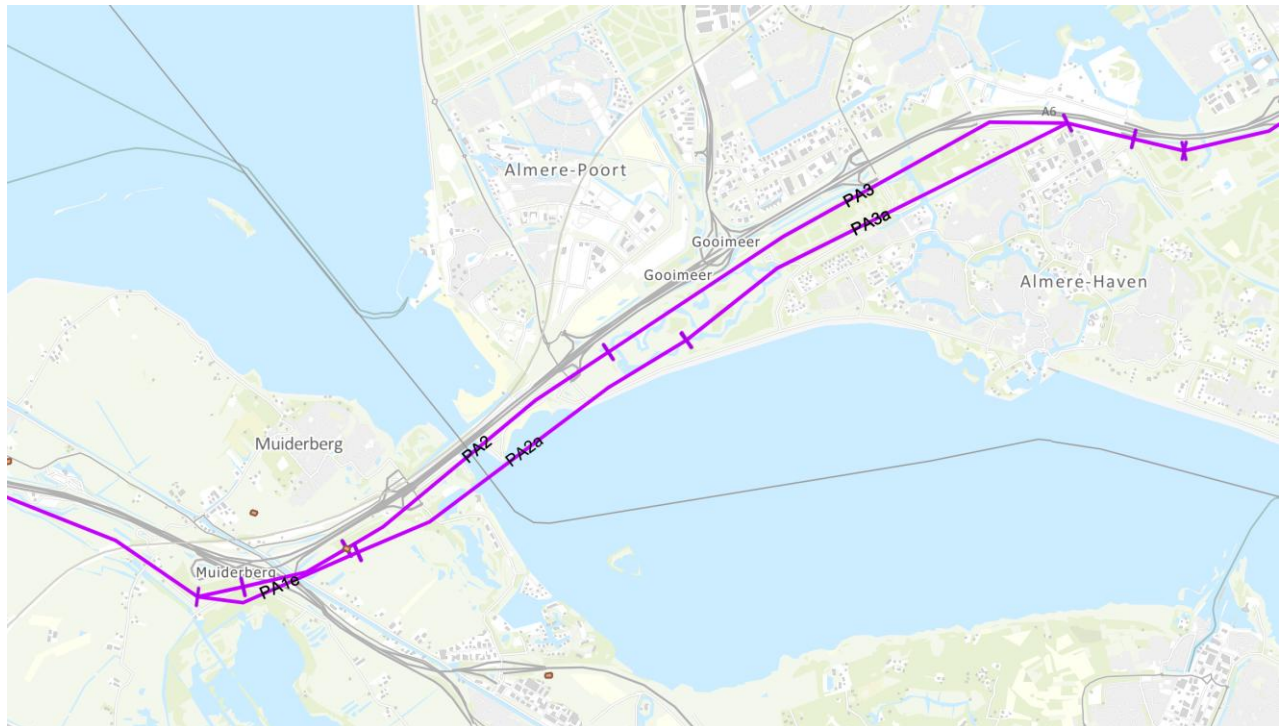 A6
Almere-Poort
PA3
PA3a
Gooimeer
Gooimeer
Almere-Haven
Muiderberg
PA2
PA2a
Muiderberg
PA1e